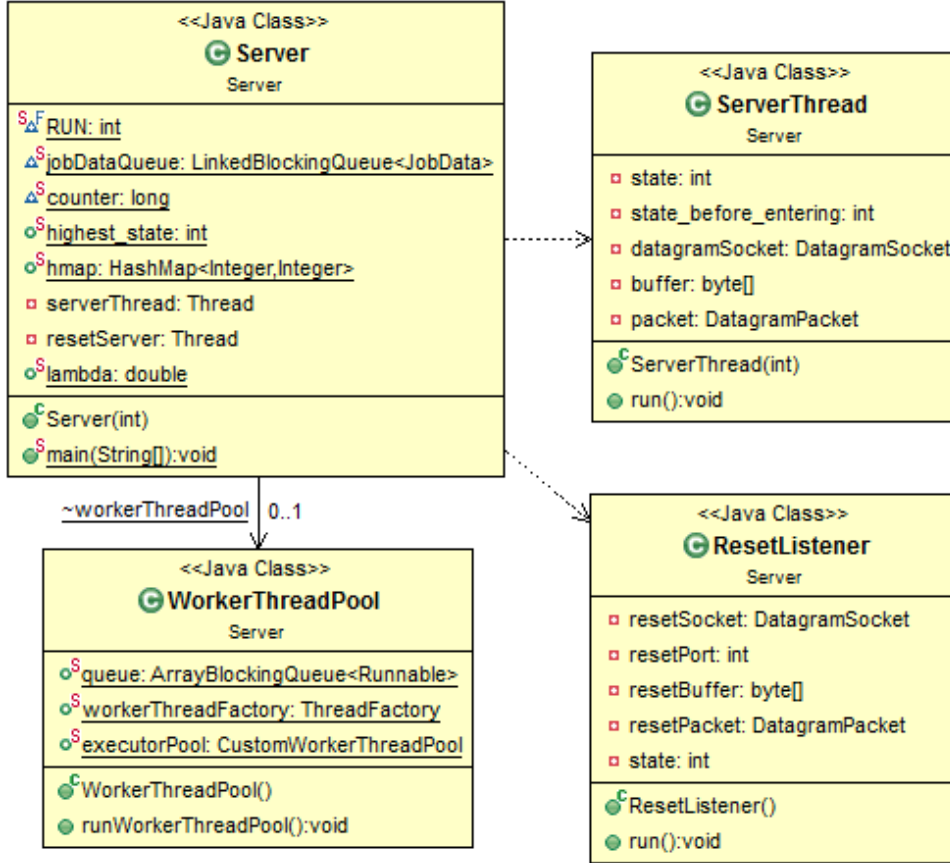 <<Java Class>>
Server
Server
RUN: int
jobDataQueue: LinkedBlockingQueue<JobData>
counter: long
highest_state: int
hmap: HashMap<Integer,Integer>
serverThread: Thread
resetServer: Thread
lambda: double
Server(int)
main(String[]):void
<<Java Class>>
ServerThread
Server
state: int
state_before_entering: int
datagramSocket: DatagramSocket
buffer: byte[]
packet: DatagramPacket
ServerThread(int)
run():void
~workerThreadPool 0..1
<<Java Class>>
WorkerThreadPool
Server
queue: ArrayBlockingQueue<Runnable>
workerThreadFactory: ThreadFactory
executorPool: CustomWorkerThreadPool
WorkerThreadPool()
runWorkerThreadPool():void
<<Java Class>>
ResetListener
Server
resetSocket: DatagramSocket
resetPort: int
resetBuffer: byte[]
resetPacket: DatagramPacket
state: int
ResetListener()
run():void